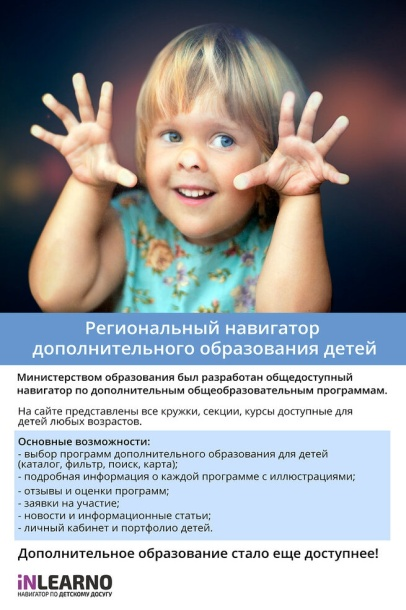 Региональный навигатор
дополнительного образования детей
Министерством образования был разработан общедоступный
навигатор по дополнительным общеобразовательным программам.
На сайте представлены все кружки, секции, курсы доступные для
детей любых возрастов.
Основные возможности:
- выбор программ дополнительного образования для детей
(каталог, фильтр, поиск, карта);
- подробная информация о каждой программе с иллюстрациями;
- отзывы и оценки программ;
- заявки на участие;
- новости и информационные статьи;
- личный кабинет и портфолио детей.
Дополнительное образование стало еще доступнее!
iNLEARNO
НАВИГАТОР ПО ДЕТСКОМУ ДОСУГУ